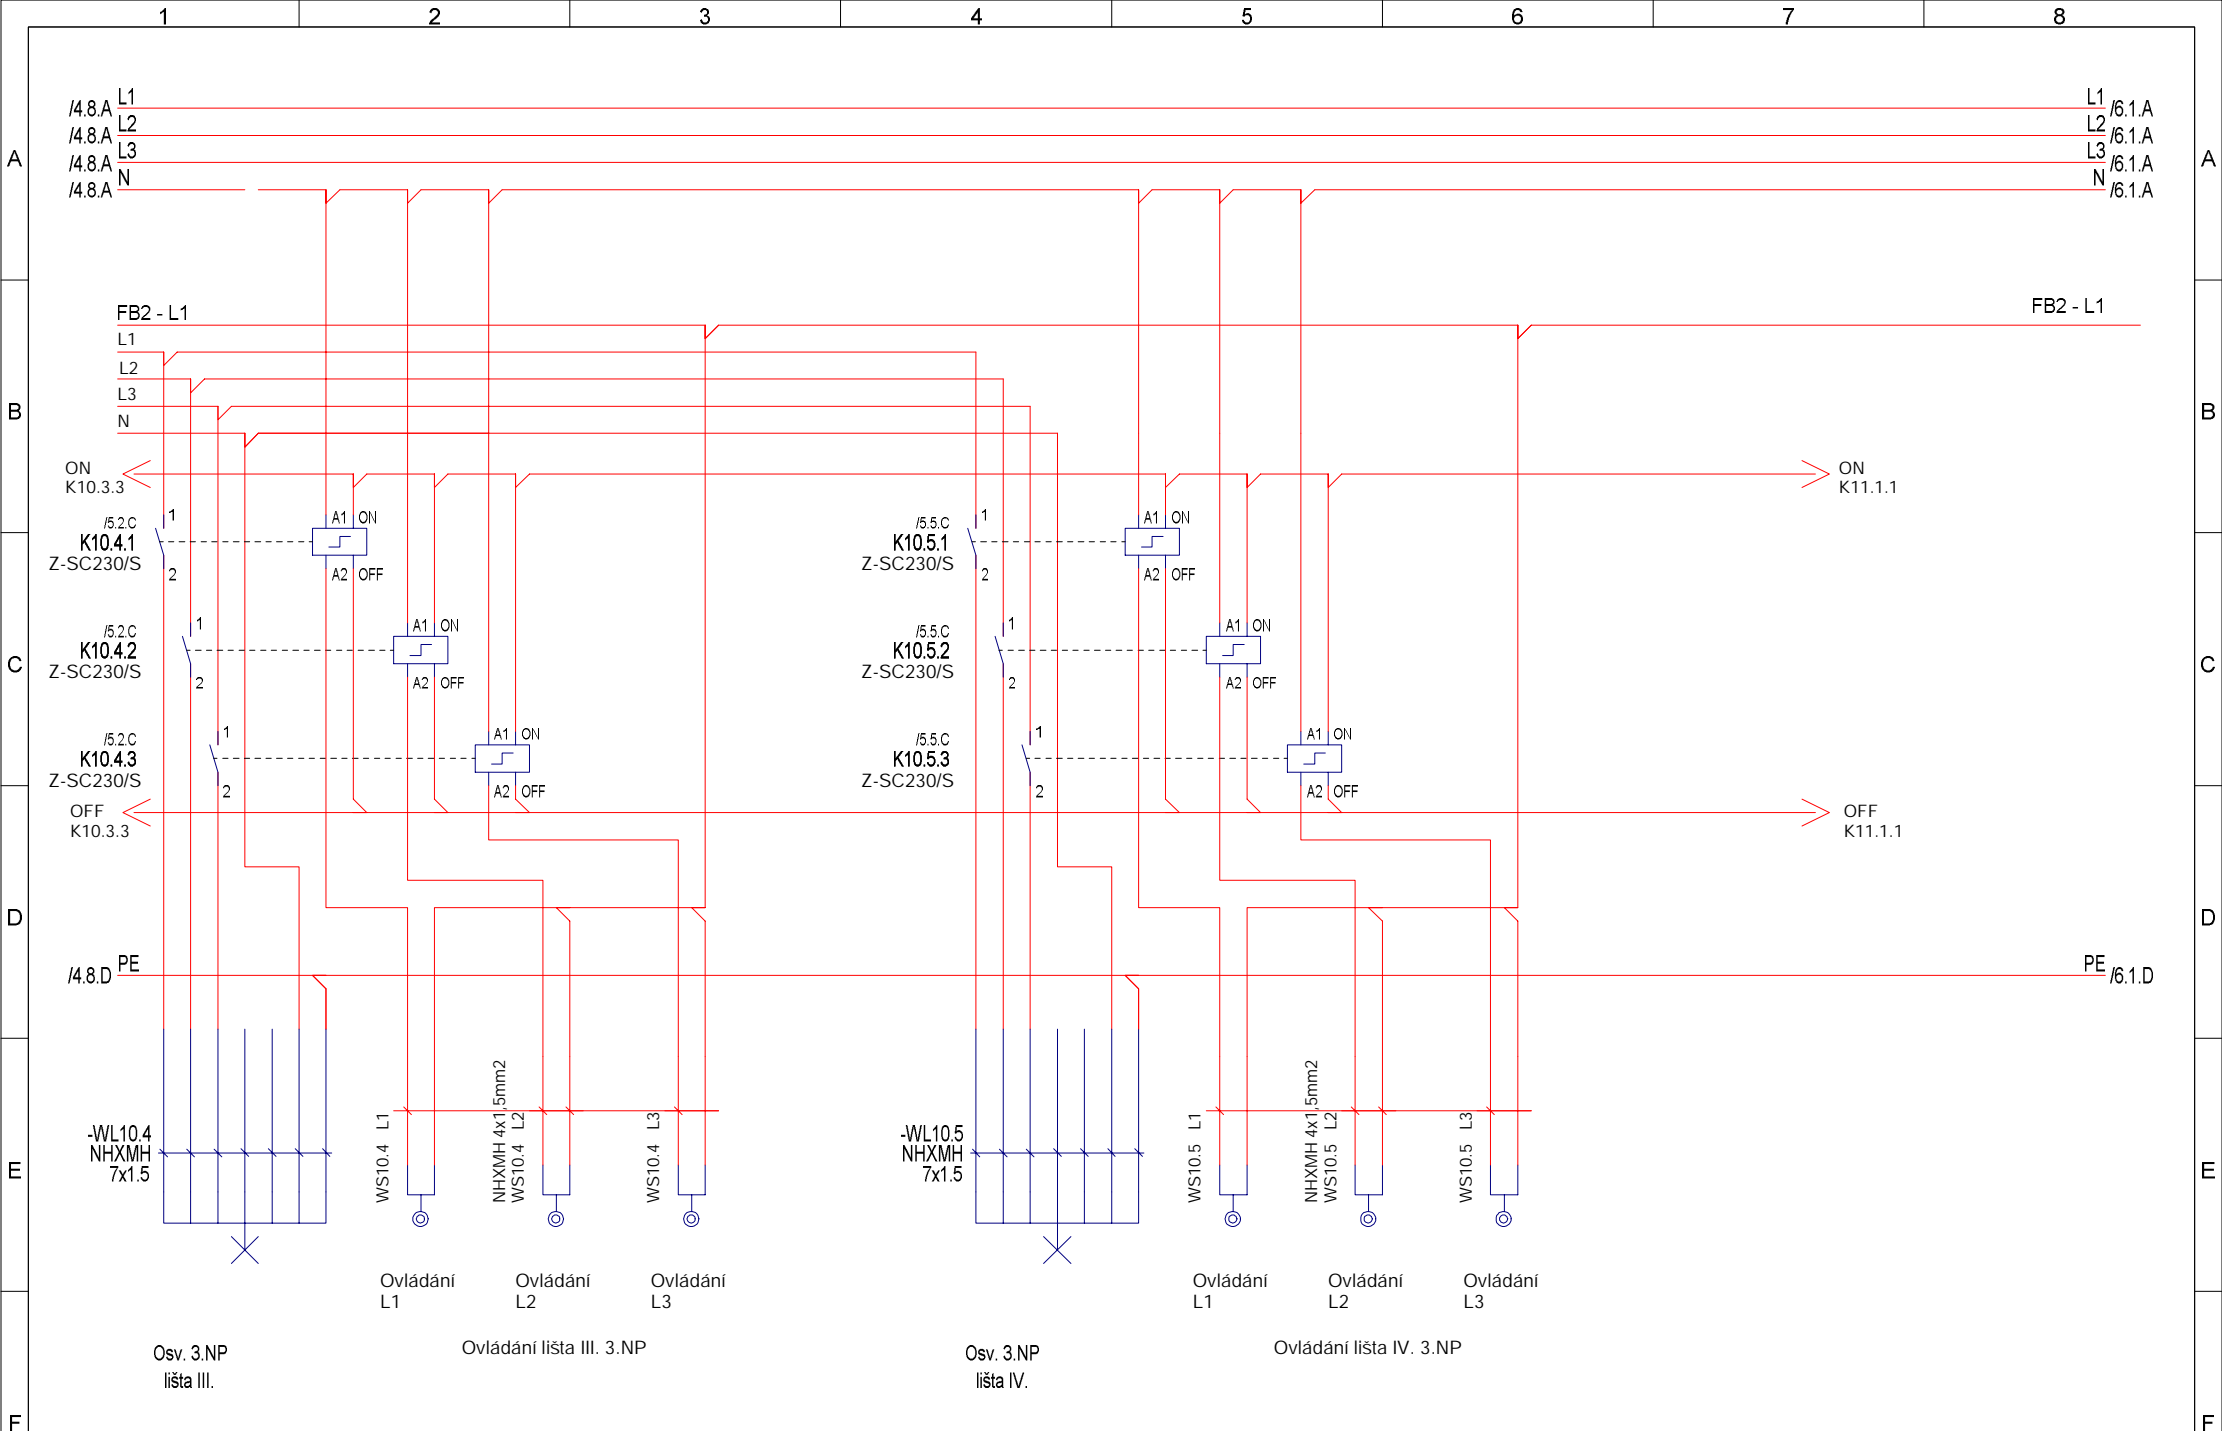 1 2 3 4 5 6 7 8
A A
/4.8.A L1 L1 /6.1.A
/4.8.A L2 L2 /6.1.A
/4.8.A L3 L3 /6.1.A
/4.8.A N N /6.1.A
FB2 - L1 FB2 - L1
L1
L2
L3
B B
N
ON ON
K10.3.3 K11.1.1
/5.2.C 1 A1 ON /5.5.C 1 A1 ON
K10.4.1 K10.5.1
Z-SC230/S Z-SC230/S
2 A2 OFF 2 A2 OFF
/5.2.C 1 A1 ON /5.5.C 1 A1 ON
K10.4.2 K10.5.2
C C
Z-SC230/S Z-SC230/S
2 A2 OFF 2 A2 OFF
/5.2.C 1 A1 ON /5.5.C 1 A1 ON
K10.4.3 K10.5.3
Z-SC230/S Z-SC230/S
2 A2 OFF 2 A2 OFF
OFF OFF
K10.3.3 K11.1.1
D D
/4.8.D PE PE /6.1.D
-WL10.4
NHXMH
7x1.5
WS10.4 L1
NHXMH 4x1,5mm2
WS10.4 L2
WS10.4 L3
-WL10.5
NHXMH
7x1.5
WS10.5 L1
NHXMH 4x1,5mm2
WS10.5 L2
WS10.5 L3
E E
Ovládání Ovládání Ovládání Ovládání Ovládání Ovládání
L1 L2 L3 L1 L2 L3
Osv. 3.NP Ovládání lišta III. 3.NP Osv. 3.NP Ovládání lišta IV. 3.NP
lišta III. lišta IV.
F F